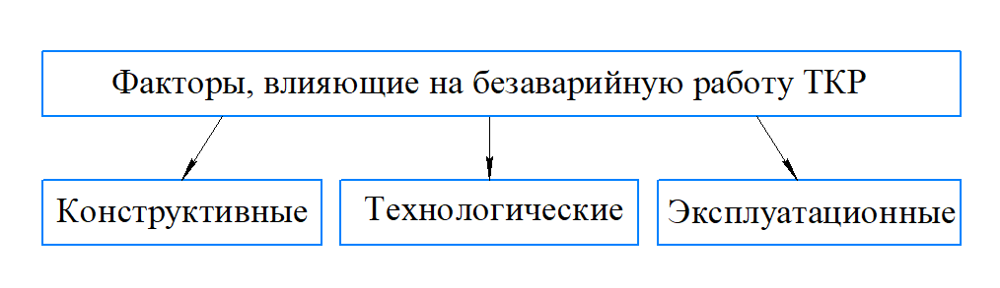 Факторы, влияющие на безаварийную работу ТКР
Конструктивные
Технологические
Эксплуатационные